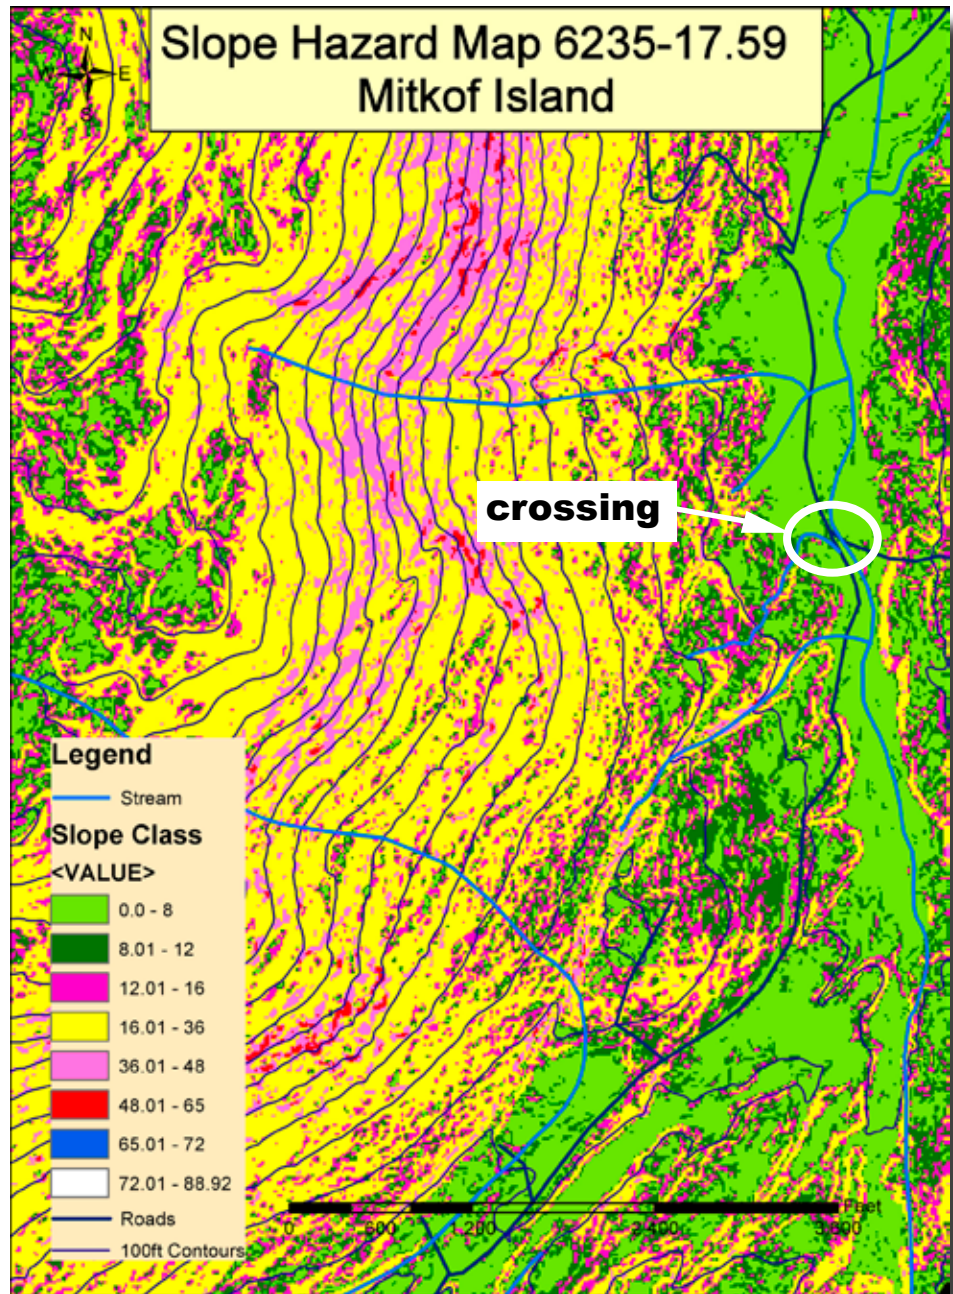 Slope Hazard Map 6235-17.59
Mitkof Island
N
W E
S
crossing
Legend
Stream
Slope Class
<VALUE>
0.0 - 8
8.01 - 12
12.01 - 16
16.01 - 36
36.01 - 48
48.01 - 65
65.01 - 72
72.01 - 88.92
Roads
100ft Contours
Feet
0 600 1,200 2,400 3,600